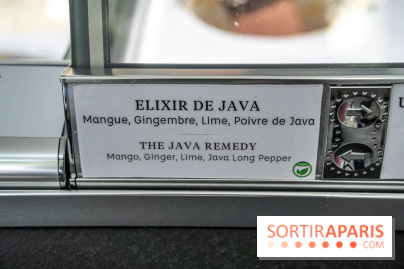 ELIXIR DE JAVA
Mangue, Gingembre, Lime, Poivre de Java
THE JAVA REMEDY
Mango, Ginger, Lime, Java Long Pepper
SORTIRAPARIS
.COM